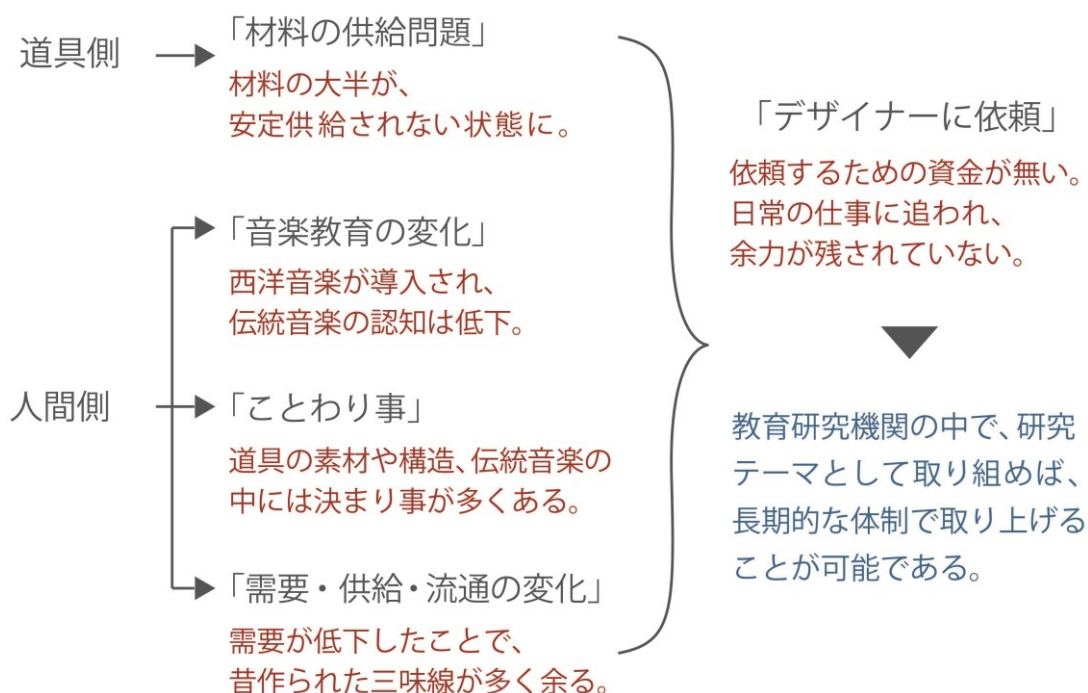 道具側
「材料の供給問題」
材料の大半が、
安定供給されない状態に。
人間側
「音楽教育の変化」
西洋音楽が導入され、
伝統音楽の認知は低下。
「ことわり事」
道具の素材や構造、伝統音楽の
中には決まり事が多くある。
「需要・供給・流通の変化」
需要が低下したことで、
昔作られた三味線が多く余る。
「デザイナーに依頼」
依頼するための資金が無い。
日常の仕事に追われ、
余力が残されていない。
教育研究機関の中で、研究
テーマとして取り組めば、
長期的な体制で取り上げる
ことが可能である。